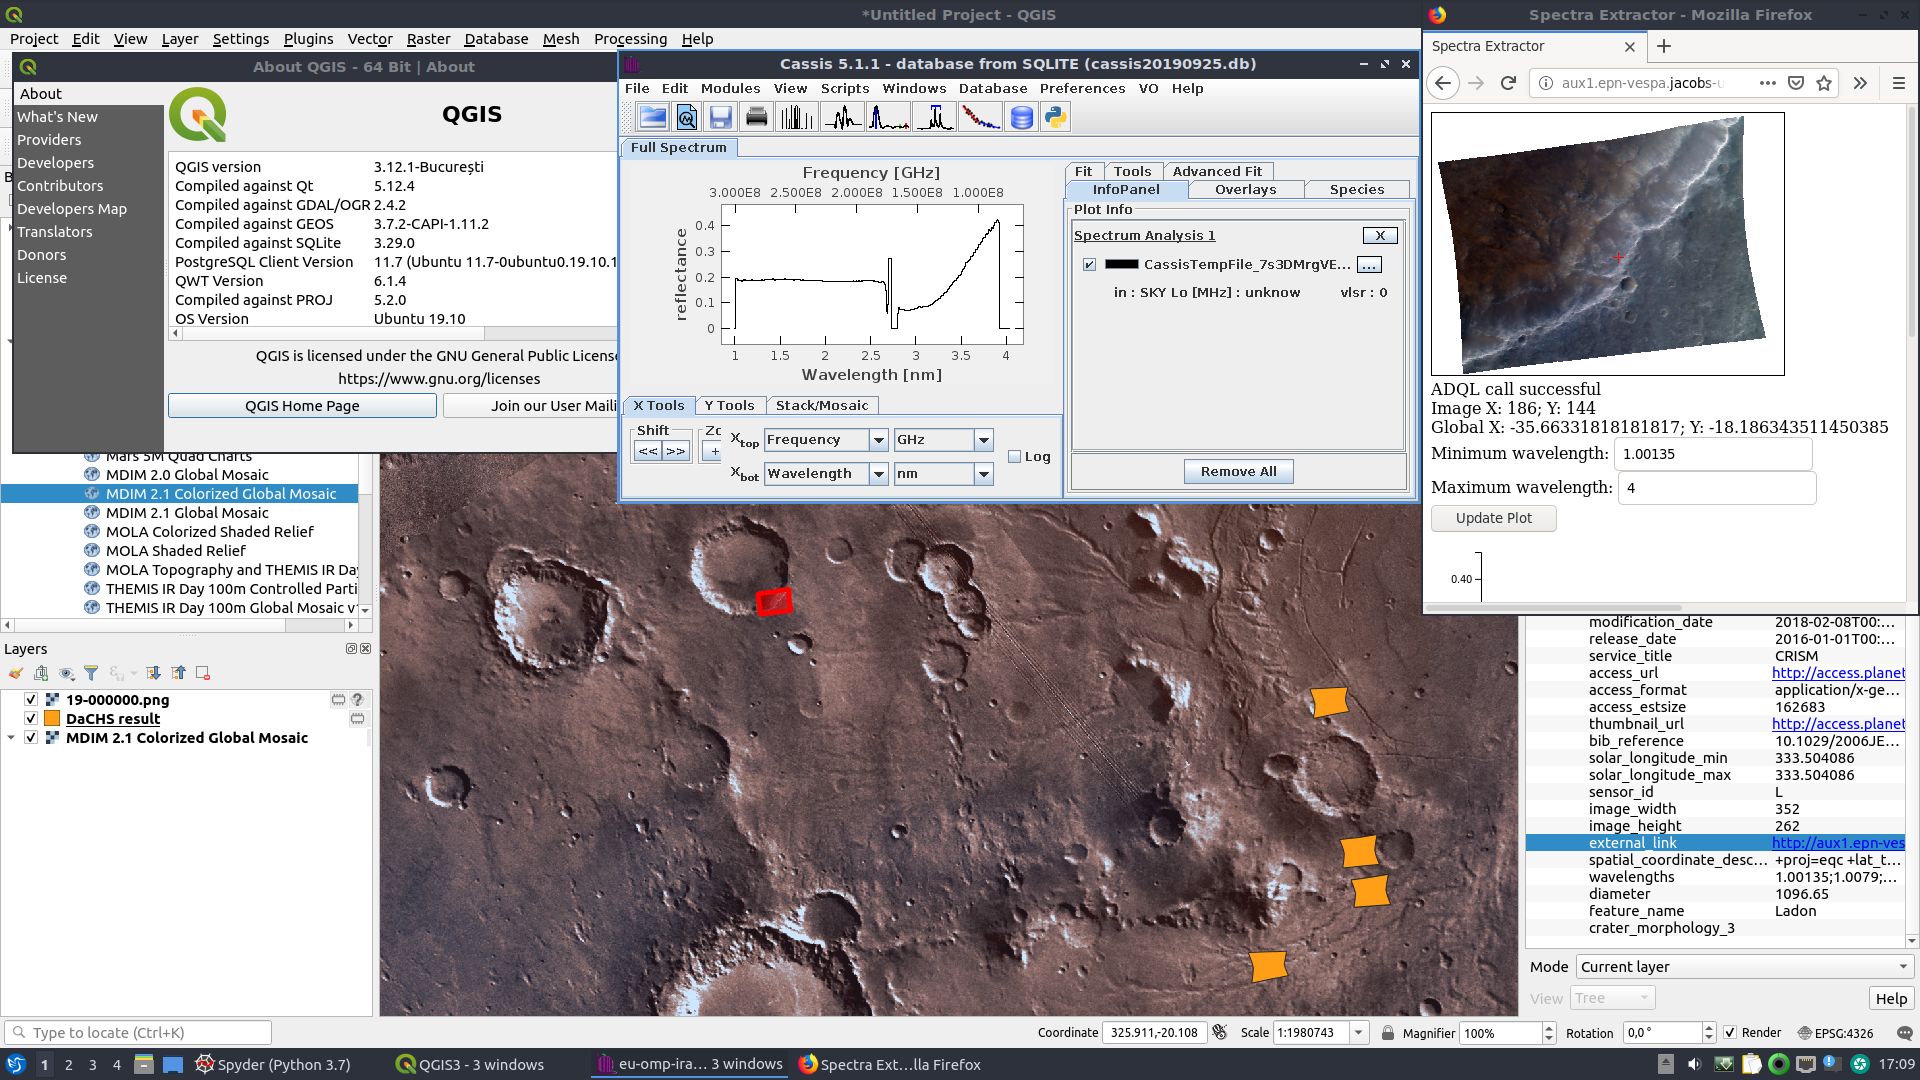 *Untitled Project - QGIS
Project Edit View Layer Settings Plugins Vector Raster Database Mesh Processing Help
About QGIS - 64 Bit | About
About
What's New
Providers
Developers
Contributors
Developers Map
Translators
Donors
License
QGIS
QGIS version 3.12.1-București
Compiled against Qt 5.12.4
Compiled against GDAL/OGR 2.4.2
Compiled against GEOS 3.7.2-CAPI-1.11.2
Compiled against SQLite 3.29.0
PostgreSQL Client Version 11.7 (Ubuntu 11.7-0ubuntu0.19.10.1
QWT Version 6.1.4
Compiled against PROJ 5.2.0
OS Version Ubuntu 19.10
QGIS is licensed under the GNU General Public License
https://www.gnu.org/licenses
QGIS Home Page
Join our User Maili
Mars 5M Quad Charts
MDIM 2.0 Global Mosaic
MDIM 2.1 Colorized Global Mosaic
MDIM 2.1 Global Mosaic
MOLA Colorized Shaded Relief
MOLA Shaded Relief
MOLA Topography and THEMIS IR Day
THEMIS IR Day 100m Controlled Parti
THEMIS IR Day 100m Global Mosaic v
Layers
19-000000.png
DaCHS result
MDIM 2.1 Colorized Global Mosaic
Cassis 5.1.1 - database from SQLITE (cassis20190925.db)
File Edit Modules View Scripts Windows Database Preferences VO Help
Full Spectrum
Frequency [GHz]
3.000E8 2.500E8 2.000E8 1.500E8 1.000E8
reflectance
0.4
0.3
0.2
0.1
0
1 1.5 2 2.5 3 3.5 4
Wavelength [nm]
X Tools Y Tools Stack/Mosaic
Shift
<< >>
Zo
+
Xtop Frequency GHz
Xbot Wavelength nm
Log
Fit Tools Advanced Fit
InfoPanel Overlays Species
Plot Info
Spectrum Analysis 1 X
CassisTempFile_7s3DMrgVE... ...
in : SKY Lo [MHz] : unknow vlsr : 0
Remove All
Spectra Extractor - Mozilla Firefox
Spectra Extractor
aux1.epn-vespa.jacobs-u
ADQL call successful
Image X: 186; Y: 144
Global X: -35.66331818181817; Y: -18.186343511450385
Minimum wavelength: 1.00135
Maximum wavelength: 4
Update Plot
0.40
modification_date 2018-02-08T00:...
release_date 2016-01-01T00:...
service_title CRISM
access_url http://access.planet
access_format application/x-ge...
access_estsize 162683
thumbnail_url http://access.planet
bib_reference 10.1029/2006JE...
solar_longitude_min 333.504086
solar_longitude_max 333.504086
sensor_id L
image_width 352
image_height 262
external_link http://aux1.epn-ves
spatial_coordinate_desc... +proj=eqc +lat_t...
wavelengths 1.00135;1.0079;...
diameter 1096.65
feature_name Ladon
crater_morphology_3
Mode Current layer
View Tree Help
Type to locate (Ctrl+K)
Coordinate 325.911,-20.108 Scale 1:1980743 Magnifier 100% Rotation 0,0 ° Render EPSG:4326
1 2 3 4 Spyder (Python 3.7) QGIS3 - 3 windows eu-omp-ira... 3 windows Spectra Ext...lla Firefox 17:09